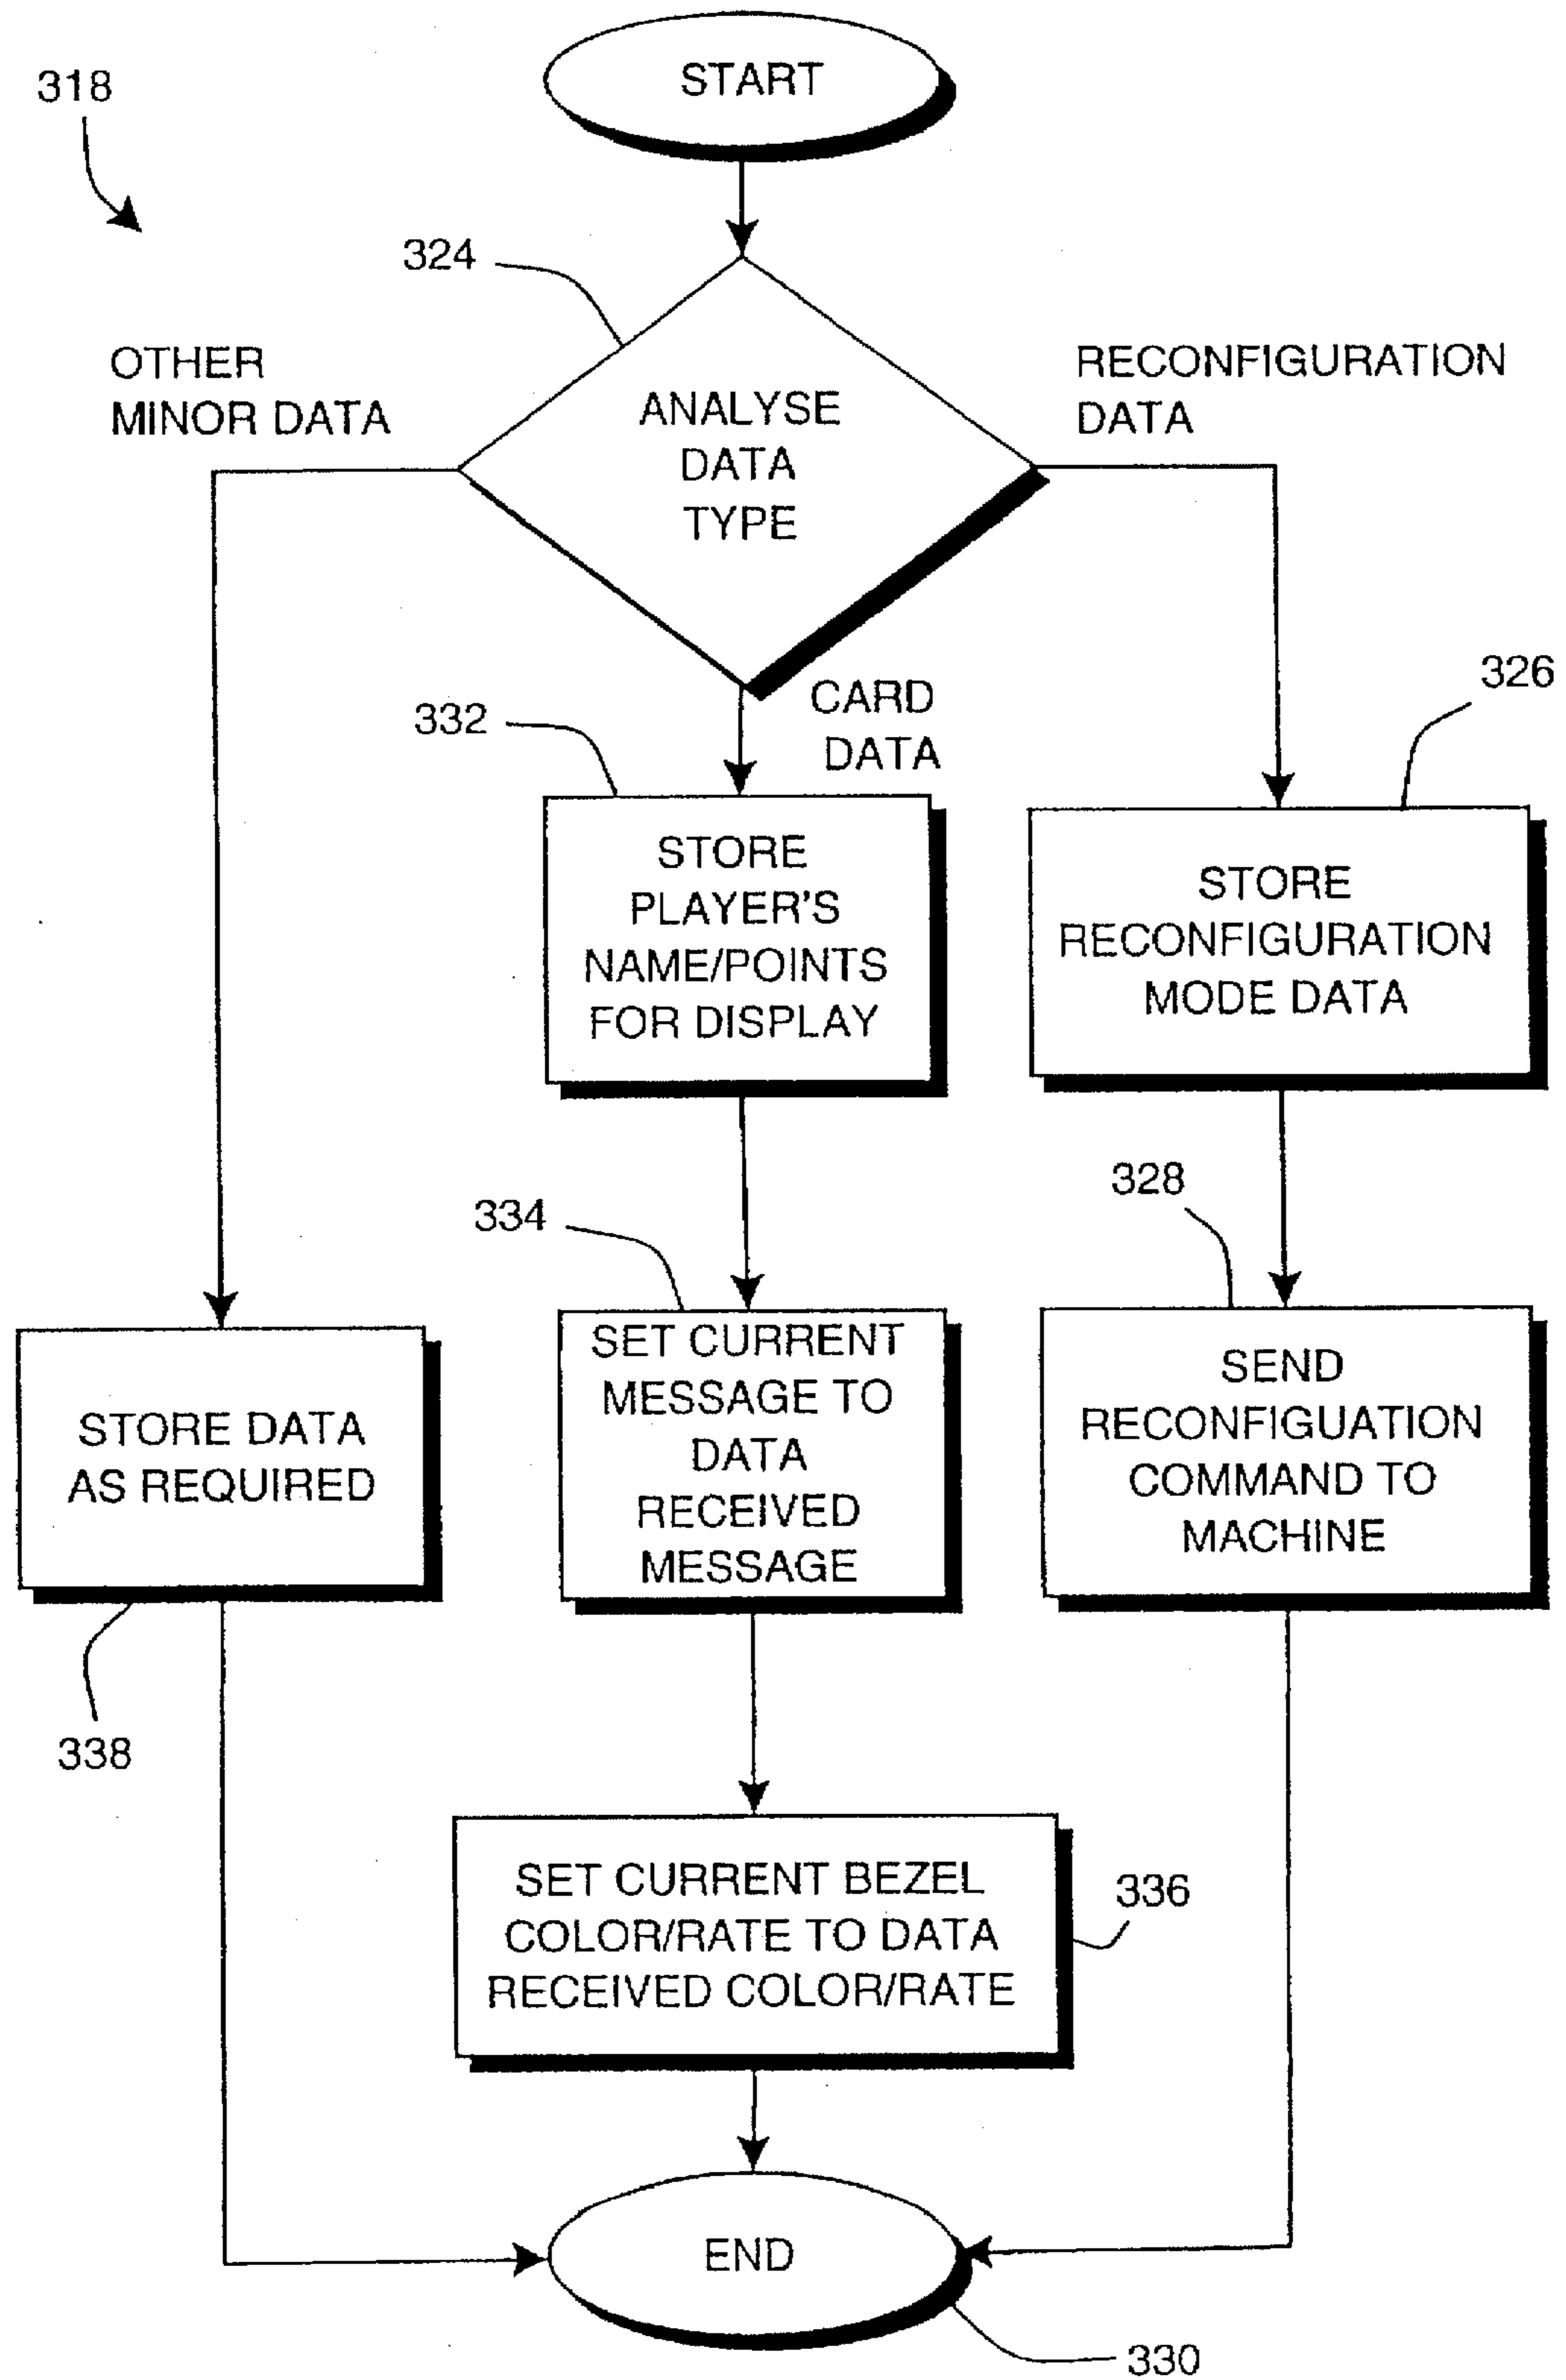 START
318
324
OTHER
MINOR DATA
ANALYSE
DATA
TYPE
RECONFIGURATION
DATA
CARD
DATA
332
326
STORE
PLAYER'S
NAME/POINTS
FOR DISPLAY
STORE
RECONFIGURATION
MODE DATA
334
328
STORE DATA
AS REQUIRED
SET CURRENT
MESSAGE TO
DATA
RECEIVED
MESSAGE
SEND
RECONFIGUATION
COMMAND TO
MACHINE
338
SET CURRENT BEZEL
COLOR/RATE TO DATA
RECEIVED COLOR/RATE
336
END
330